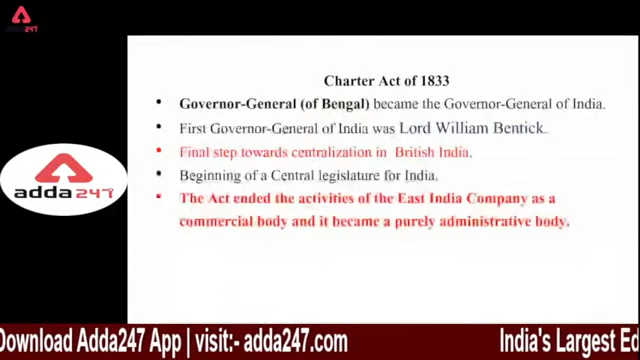 adda247
Charter Act of 1833
Governor-General (of Bengal) became the Governor-General of India.
First Governor-General of India was Lord William Bentick.
Final step towards centralization in British India.
Beginning of a Central legislature for India.
The Act ended the activities of the East India Company as a
commercial body and it became a purely administrative body.
adda247
Download Adda247 App | visit:- adda247.com
India's Largest Ed